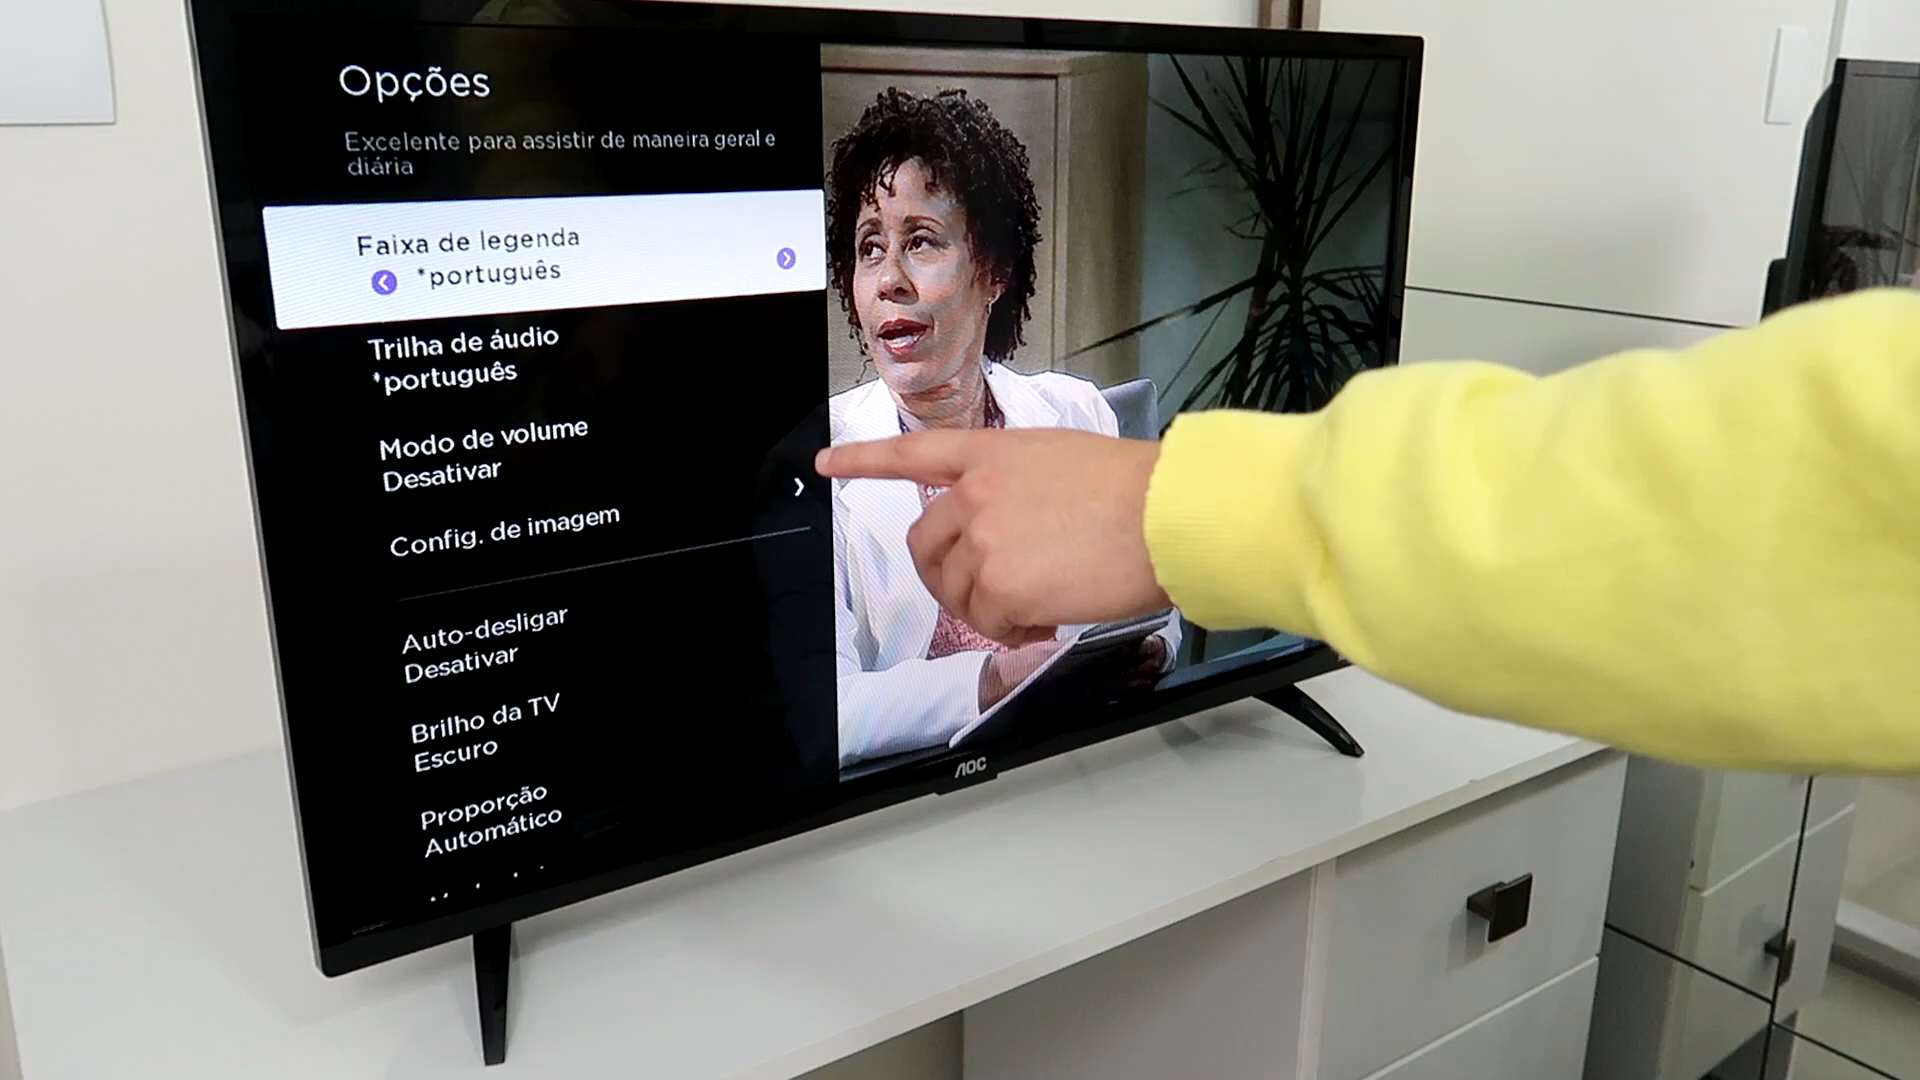 Opções
Excelente para assistir de maneira geral e
diária
Faixa de legenda
*português
Trilha de áudio
*português
Modo de volume
Desativar
Config. de imagem
Auto-desligar
Desativar
Brilho da TV
Escuro
Proporção
Automático
AOC